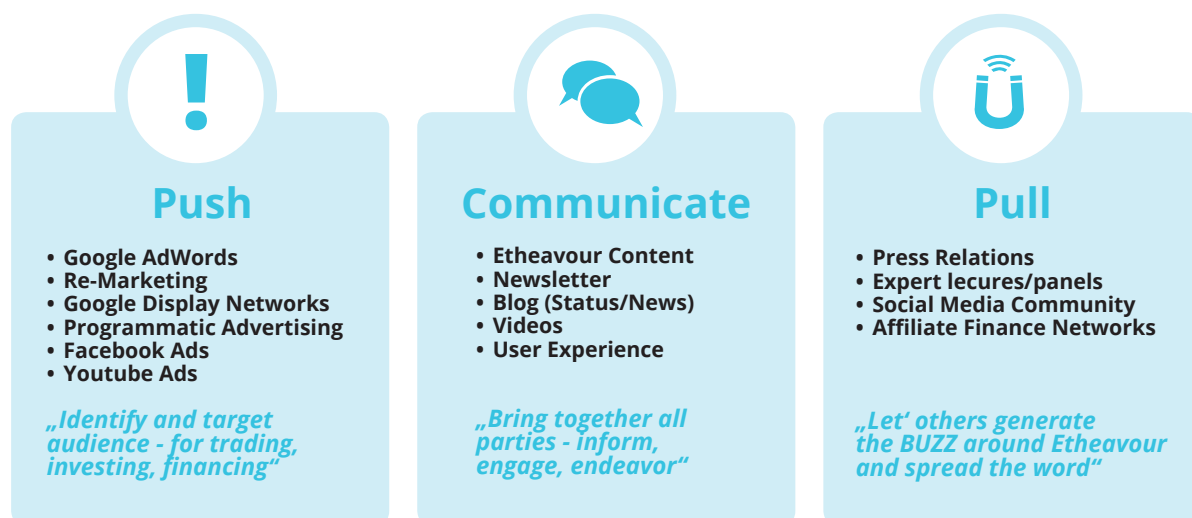 Push
• Google AdWords
• Re-Marketing
• Google Display Networks
• Programmatic Advertising
• Facebook Ads
• Youtube Ads
„Identify and target
audience - for trading,
investing, financing“
Communicate
• Etheavour Content
• Newsletter
• Blog (Status/News)
• Videos
• User Experience
„Bring together all
parties - inform,
engage, endeavor“
Pull
• Press Relations
• Expert lecures/panels
• Social Media Community
• Affiliate Finance Networks
„Let‘ others generate
the BUZZ around Etheavour
and spread the word“